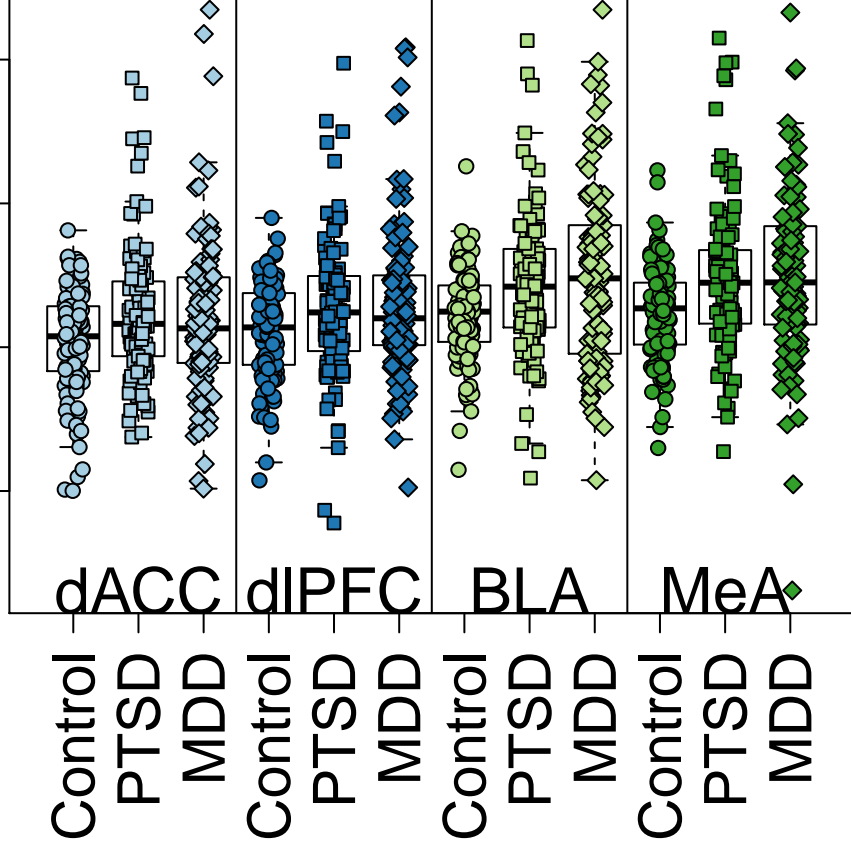 dACC dlPFC BLA MeA
Control PTSD MDD Control PTSD MDD Control PTSD MDD Control PTSD MDD